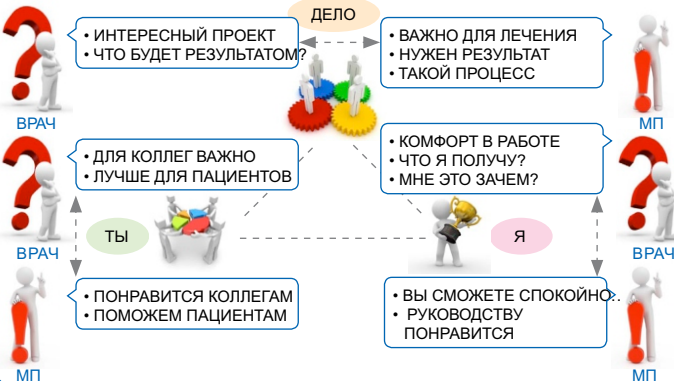 ДЕЛО
• ИНТЕРЕСНЫЙ ПРОЕКТ
• ЧТО БУДЕТ РЕЗУЛЬТАТОМ?
• ВАЖНО ДЛЯ ЛЕЧЕНИЯ
• НУЖЕН РЕЗУЛЬТАТ
• ТАКОЙ ПРОЦЕСС
ВРАЧ
МП
• ДЛЯ КОЛЛЕГ ВАЖНО
• ЛУЧШЕ ДЛЯ ПАЦИЕНТОВ
• КОМФОРТ В РАБОТЕ
• ЧТО Я ПОЛУЧУ?
• МНЕ ЭТО ЗАЧЕМ?
ВРАЧ
ТЫ
Я
ВРАЧ
• ПОНРАВИТСЯ КОЛЛЕГАМ
• ПОМОЖЕМ ПАЦИЕНТАМ
• ВЫ СМОЖЕТЕ СПОКОЙНО..
• РУКОВОДСТВУ
ПОНРАВИТСЯ
МП
МП